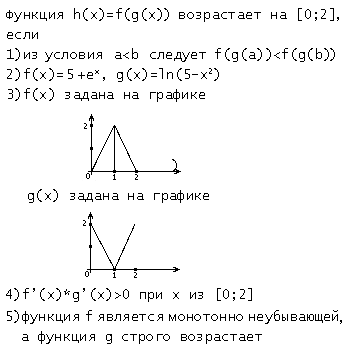 Функция h(x)=f(g(x)) возрастает на [0;2],
если
1)из условия a<b следует f(g(a))<f(g(b))
2)f(x)=5+eˣ, g(x)=ln(5-x²)
3)f(x) задана на графике
2
0 1 2
g(x) задана на графике
2
0 1 2
4)f'(x)*g'(x)>0 при x из [0;2]
5)функция f является монотонно неубывающей,
а функция g строго возрастает